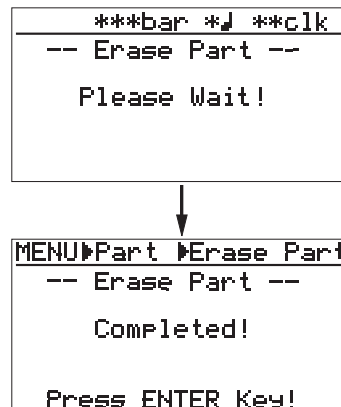 ***bar *♩ **clk
-- Erase Part --
Please Wait!
MENU▶Part ▶Erase Part
-- Erase Part --
Completed!
Press ENTER Key!